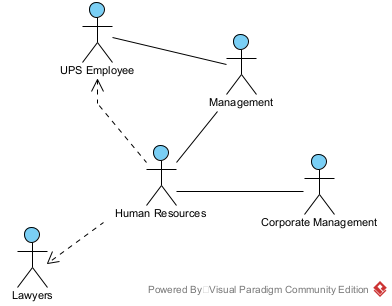 UPS Employee
Management
Human Resources
Corporate Management
Lawyers
Powered By Visual Paradigm Community Edition